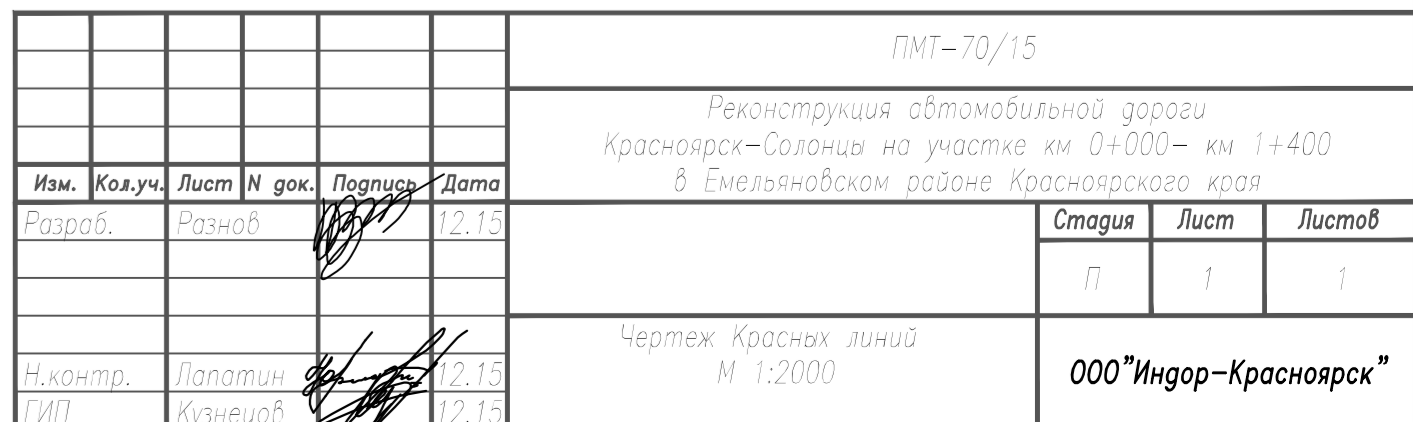 ПМТ-70/15
Реконструкция автомобильной дороги
Красноярск-Солонцы на участке км 0+000- км 1+400
в Емельяновском районе Красноярского края
Изм. Кол.уч. Лист N док. Подпись Дата
Разраб. Разнов 12.15
Стадия Лист Листов
П 1 1
Чертеж Красных линий
М 1:2000
Н.контр. Лапатин 12.15
ООО"Индор-Красноярск"
ГИП Кузнецов 12.15